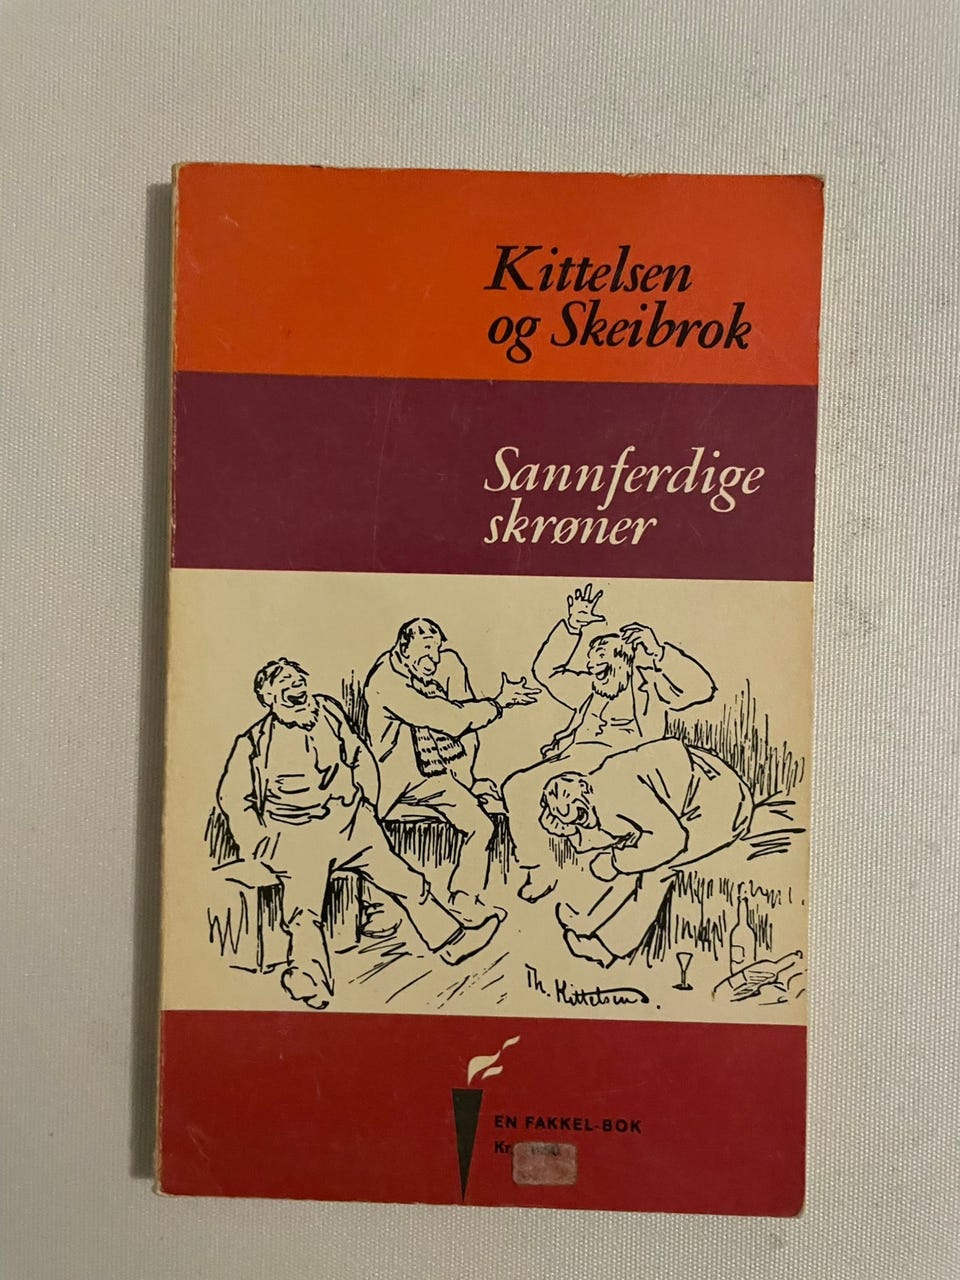 Kittelsen
og Skeibrok
Sannferdige
skrøner
Th. Kittelsen.
EN FAKKEL-BOK
Kr.